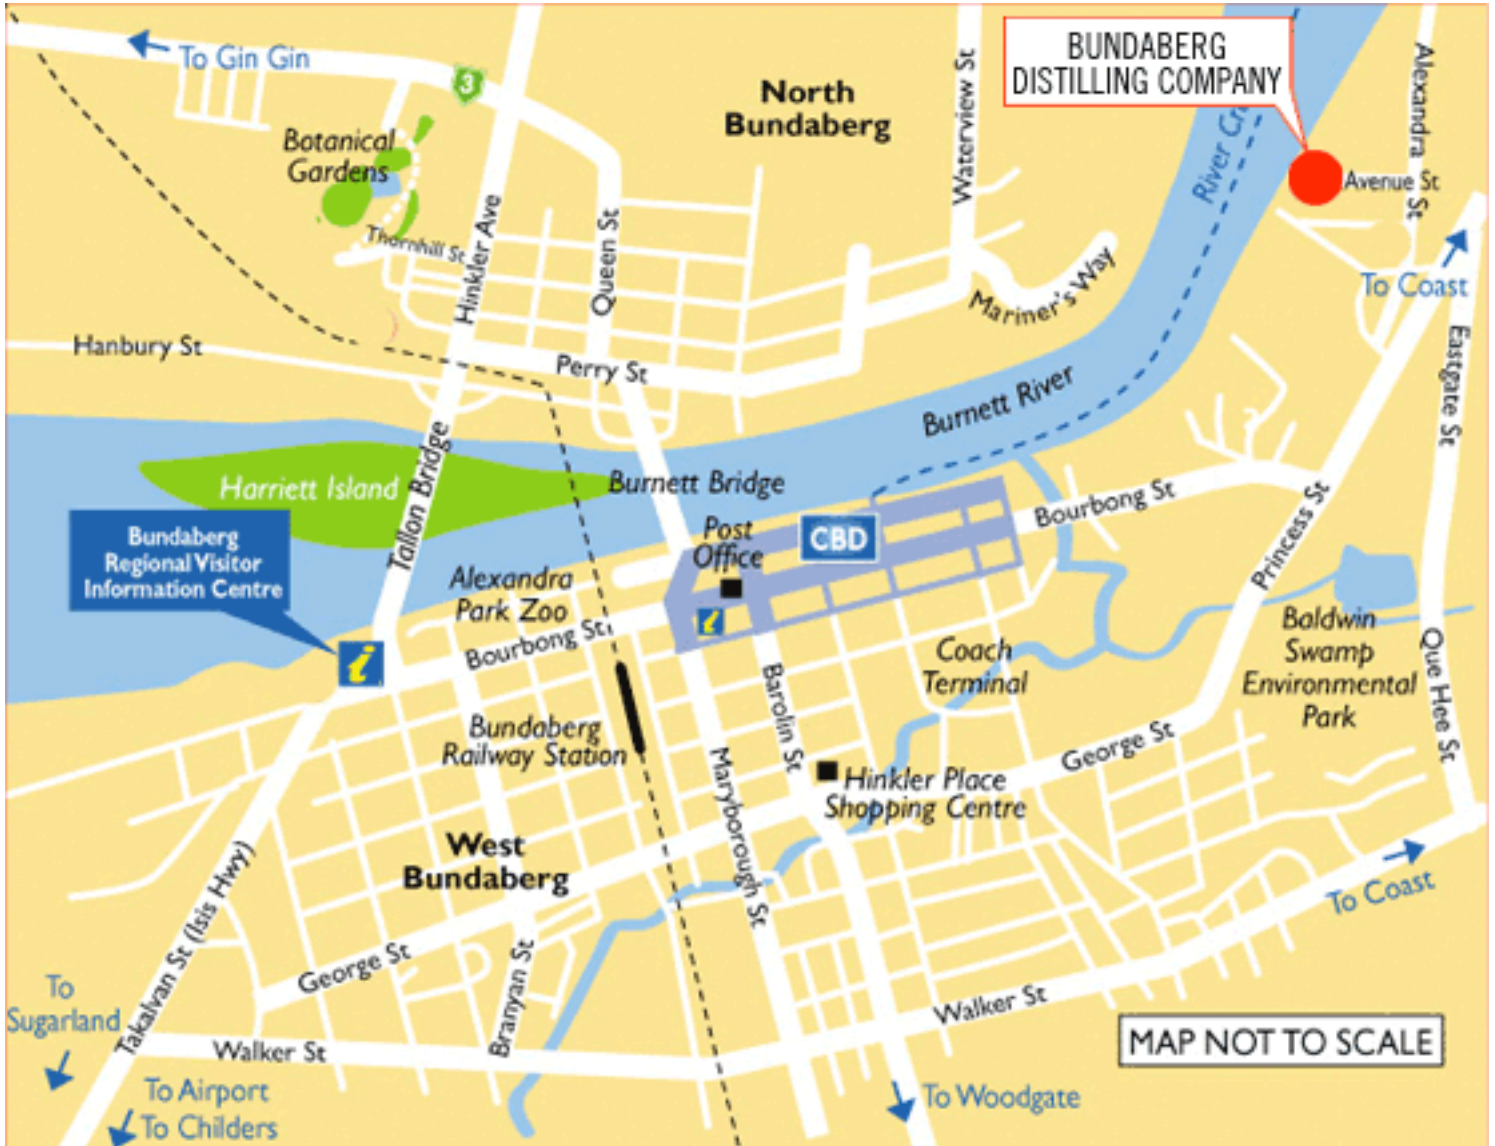 To Gin Gin
3
Botanical
Gardens
Thornhill St
Hinkler Ave
Queen St
North
Bundaberg
Waterview St
BUNDABERG
DISTILLING COMPANY
River
Alexandra St
Avenue St
To Coast
Mariner's Way
Hanbury St
Perry St
Burnett River
Eastgate St
Harriett Island
Tallon Bridge
Burnett Bridge
Bundaberg
Regional Visitor
Information Centre
i
Post
Office
CBD
i
Bourbong St
Princess St
Alexandra
Park Zoo
Bourbong St
Coach
Terminal
Baldwin
Swamp
Environmental
Park
Que Hee St
Bundaberg
Railway Station
Barolin St
Maryborough St
George St
Hinkler Place
Shopping Centre
West
Bundaberg
To Coast
Takalvan St (Isis Hwy)
George St
Branyan St
To
Sugarland
Walker St
Walker St
MAP NOT TO SCALE
To Airport
To Childers
To Woodgate